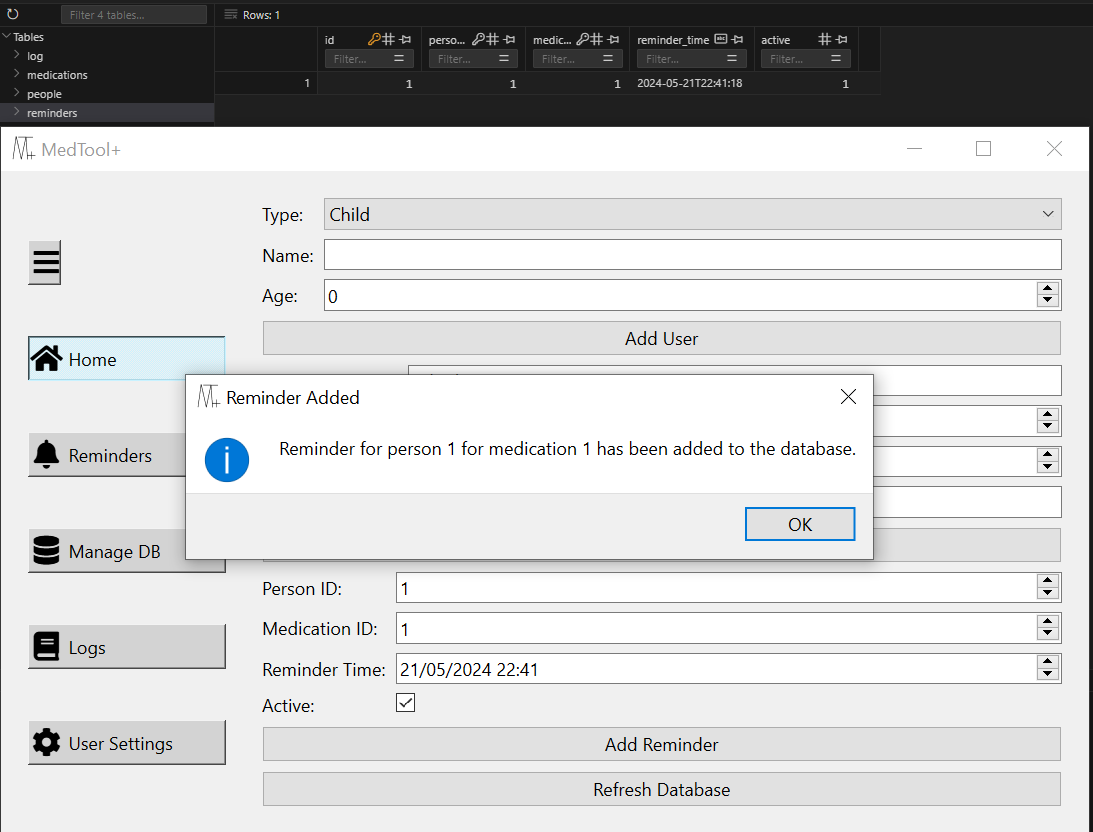 Filter 4 tables...
Rows: 1
Tables
log
medications
people
reminders
id
perso...
medic...
reminder_time
active
Filter...
Filter...
Filter...
Filter...
Filter...
1 1 1 1 2024-05-21T22:41:18 1
MedTool+
Type: Child
Name:
Age: 0
Add User
Home
Reminders
Manage DB
Logs
User Settings
Reminder Added
Reminder for person 1 for medication 1 has been added to the database.
OK
Person ID: 1
Medication ID: 1
Reminder Time: 21/05/2024 22:41
Active:
Add Reminder
Refresh Database